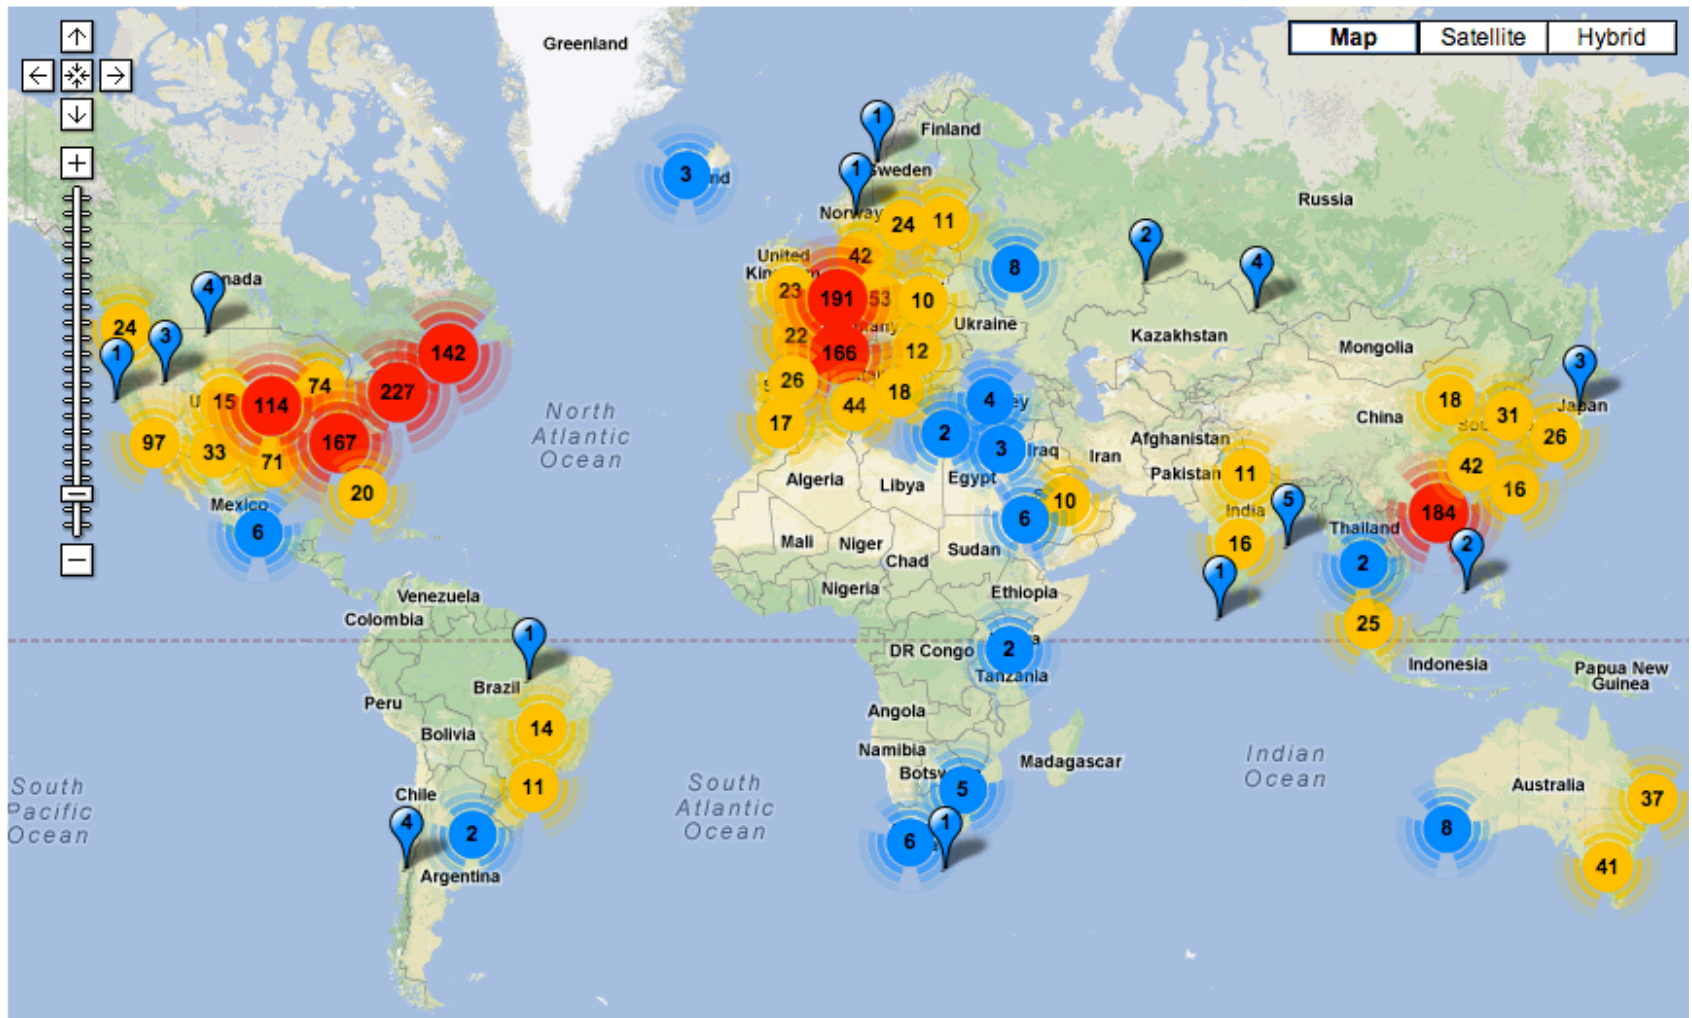 Greenland
Map
Satellite
Hybrid
1
Finland
3
nd
1
Sweden
Russia
Norway
24
11
2
United
42
8
4
nada
4
23
191
53
10
24
3
22
Ukraine
Kazakhstan
1
142
166
12
Mongolia
3
26
74
227
18
4
ey
18
Japan
15
114
44
31
North
Atlantic
Ocean
17
2
China
26
97
167
3
Iraq
Iran
Afghanistan
33
71
Algeria
Libya
Egypt
Pakistan
11
42
20
10
5
16
Mexico
6
6
India
184
Thailand
Mali
Niger
Chad
Sudan
16
2
2
1
Nigeria
Ethiopia
Venezuela
Colombia
25
1
2
DR Congo
Tanzania
Indonesia
Papua New
Guinea
Brazil
Peru
Angola
14
Bolivia
Namibia
Madagascar
Indian
Ocean
South
Pacific
Ocean
Chile
11
South
Atlantic
Ocean
5
Australia
37
4
2
6
1
8
Argentina
41